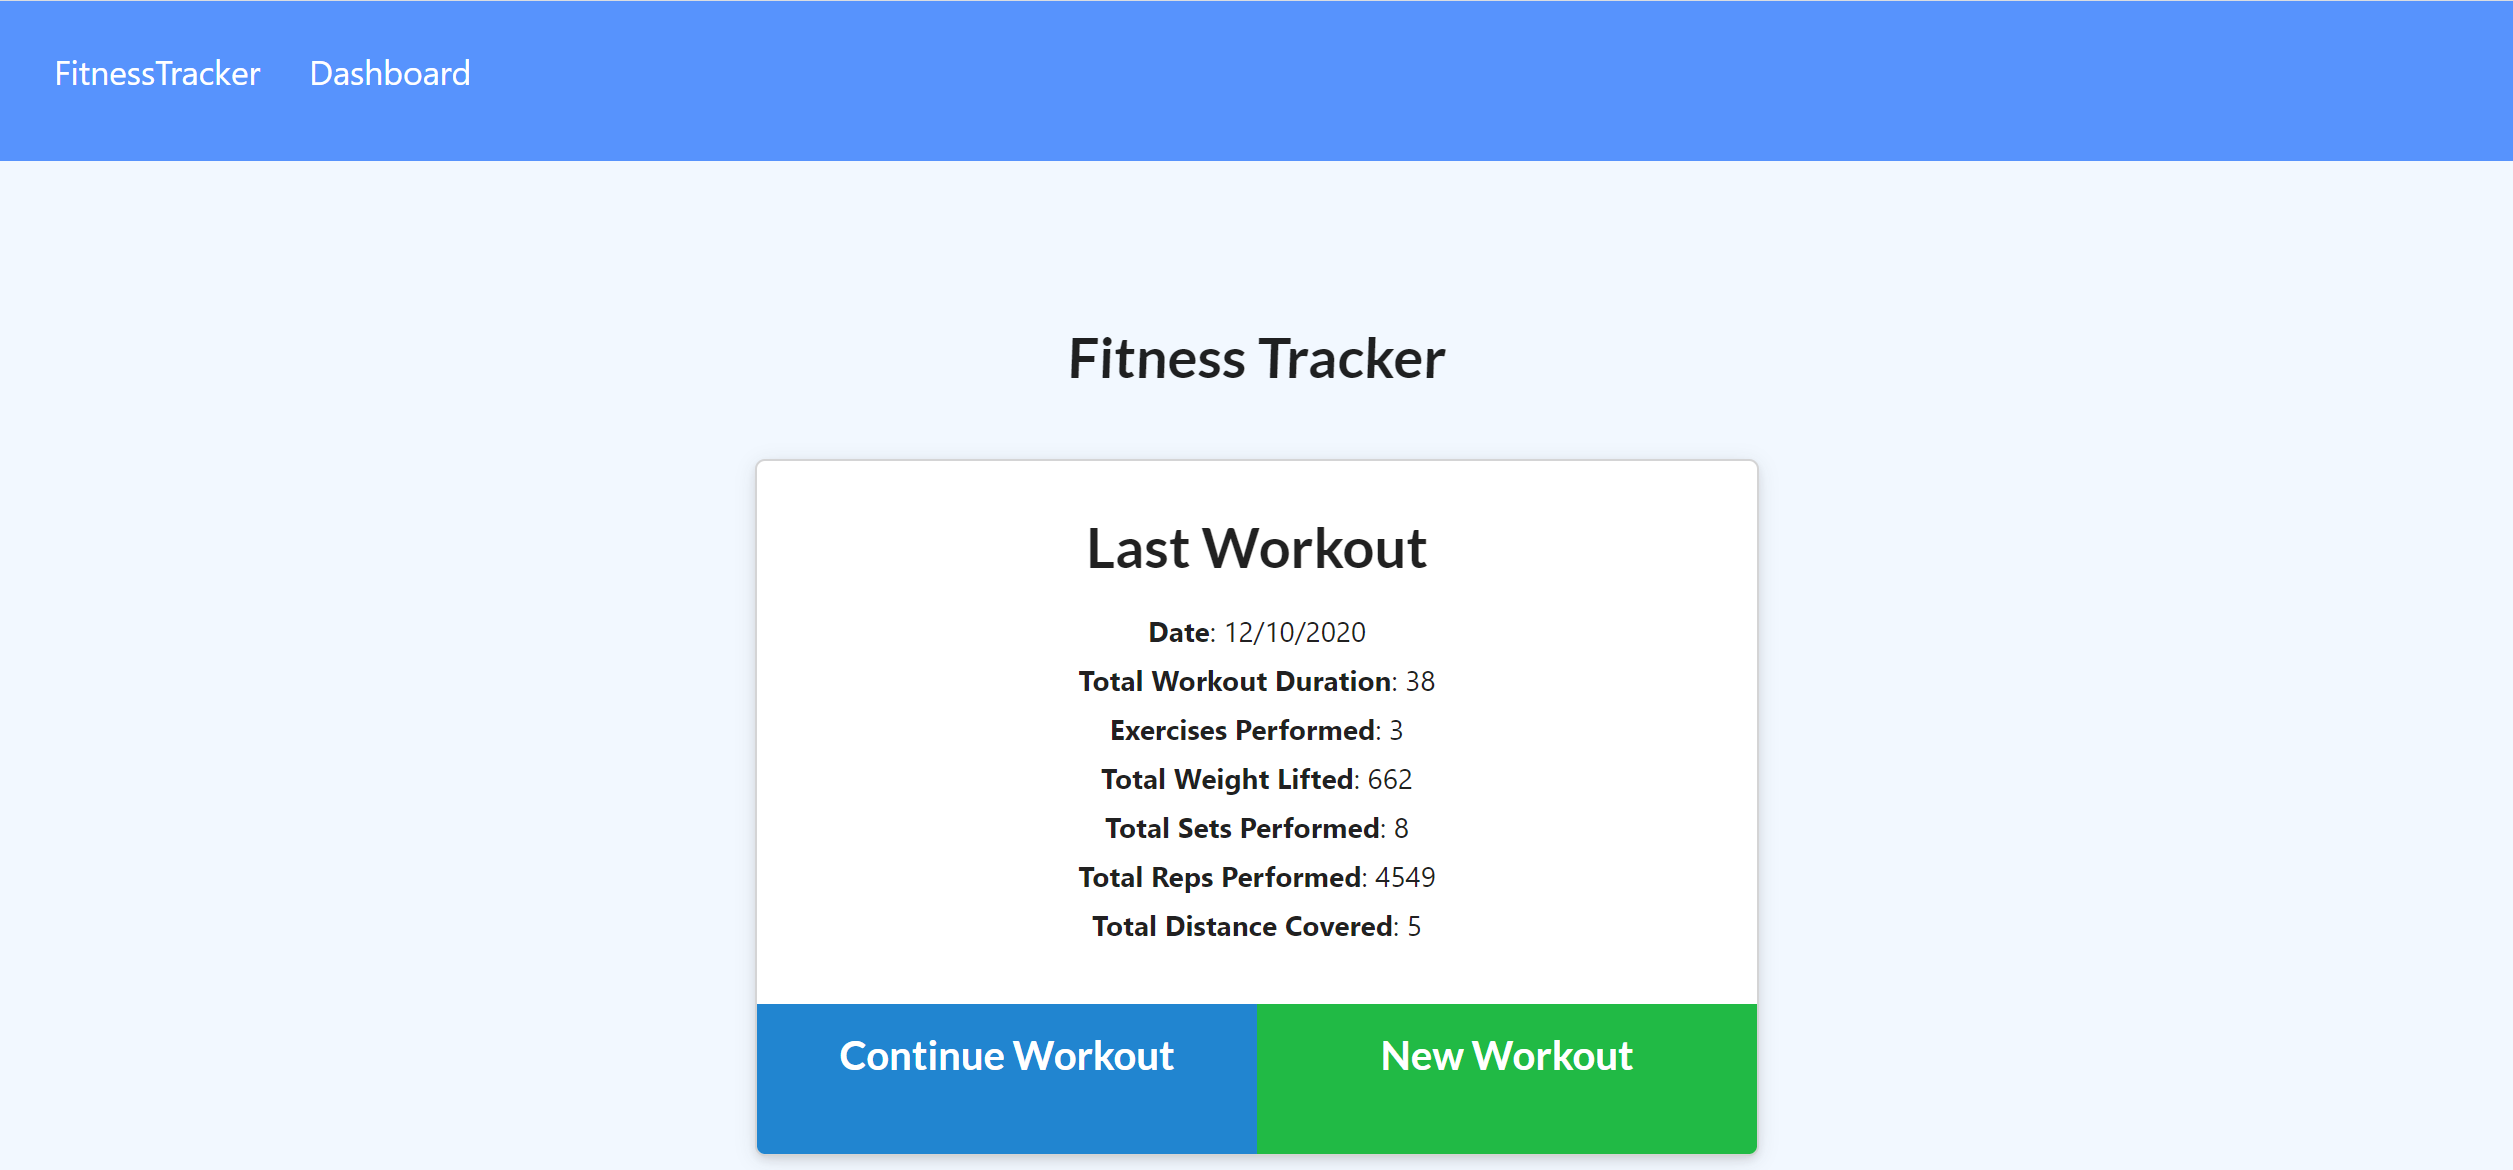 FitnessTracker Dashboard
Fitness Tracker
Last Workout
Date: 12/10/2020
Total Workout Duration: 38
Exercises Performed: 3
Total Weight Lifted: 662
Total Sets Performed: 8
Total Reps Performed: 4549
Total Distance Covered: 5
Continue Workout New Workout